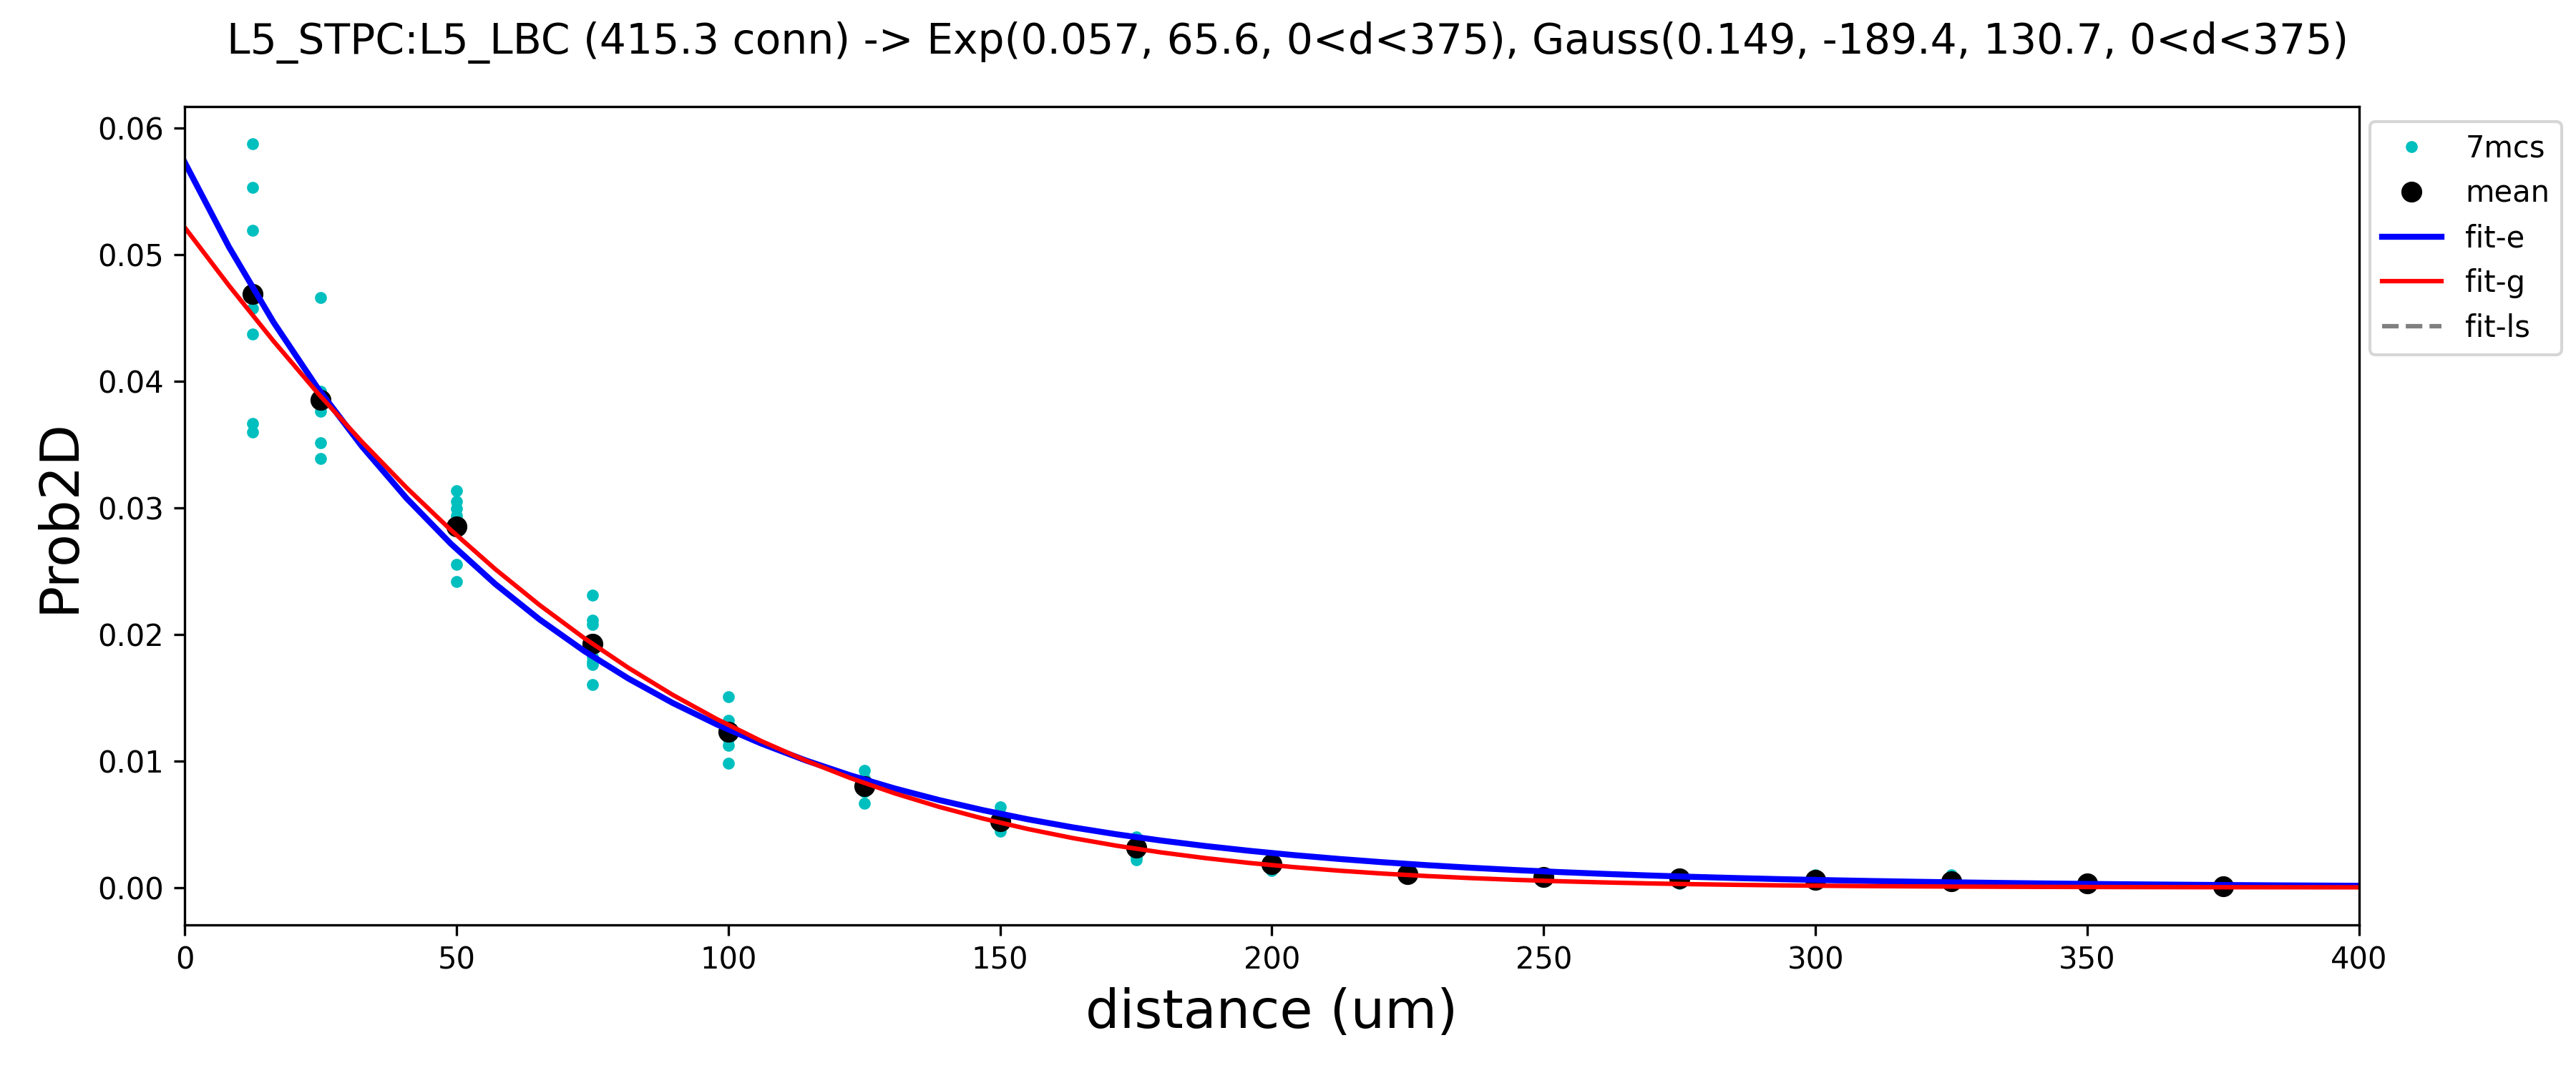 L5_STPC:L5_LBC (415.3 conn) -> Exp(0.057, 65.6, 0<d<375), Gauss(0.149, -189.4, 130.7, 0<d<375)
0.06
0.05
0.04
0.03
0.02
0.01
0.00
Prob2D
0 50 100 150 200 250 300 350 400
distance (um)
7mcs
mean
fit-e
fit-g
fit-ls